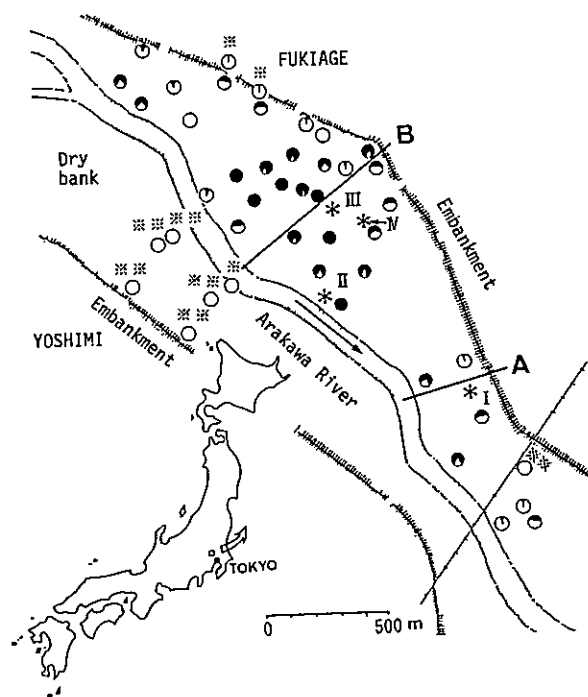 FUKIAGE
B
Dry
bank
III
IV
Embankment
II
YOSHIMI
Embankment
Arakawa River
A
I
TOKYO
0 500 m